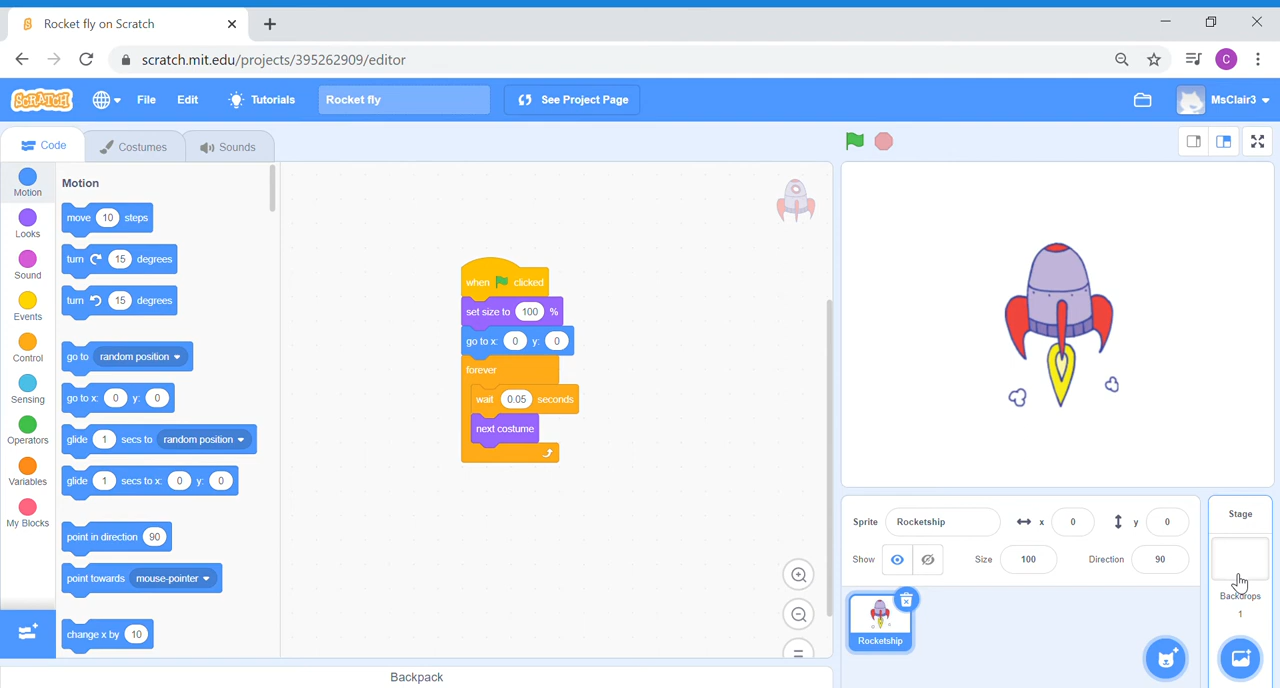 Rocket fly on Scratch
scratch.mit.edu/projects/395262909/editor
C
SCRATCH
File
Edit
Tutorials
Rocket fly
See Project Page
MsClair3
Code
Costumes
Sounds
Motion
Looks
Sound
Events
Control
Sensing
Operators
Variables
My Blocks
Motion
move 10 steps
turn 15 degrees
turn 15 degrees
go to random position
go to x: 0 y: 0
glide 1 secs to random position
glide 1 secs to x: 0 y: 0
point in direction 90
point towards mouse-pointer
change x by 10
when clicked
set size to 100 %
go to x: 0 y: 0
forever
wait 0.05 seconds
next costume
Backpack
Sprite Rocketship x 0 y 0
Show Size 100 Direction 90
Rocketship
Stage
Backdrops
1